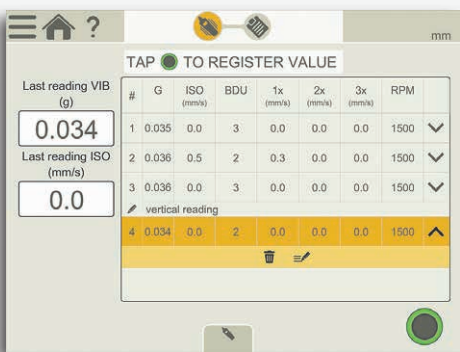 ?
mm
TAP TO REGISTER VALUE
Last reading VIB
(g)
0.034
Last reading ISO
(mm/s)
0.0
# G ISO (mm/s) BDU 1x (mm/s) 2x (mm/s) 3x (mm/s) RPM
1 0.035 0.0 3 0.0 0.0 0.0 1500
2 0.036 0.5 2 0.3 0.0 0.0 1500
3 0.036 0.0 3 0.0 0.0 0.0 1500
vertical reading
4 0.034 0.0 2 0.0 0.0 0.0 1500